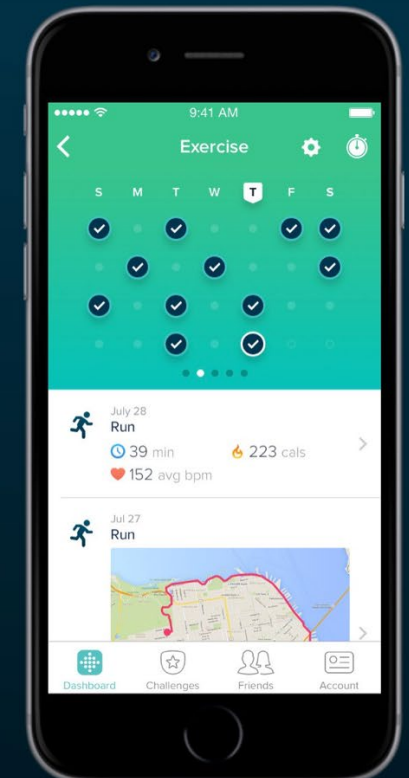 9:41 AM
Exercise
S M T W T F S
July 28
Run
39 min 223 cals
152 avg bpm
Jul 27
Run
Dashboard Challenges Friends Account